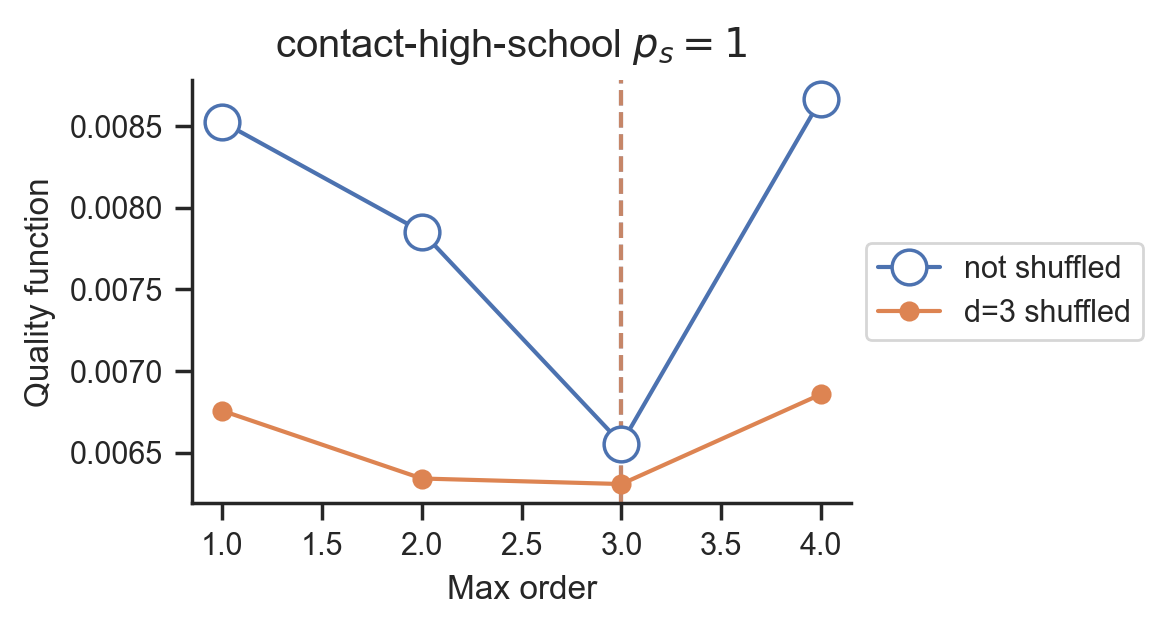 contact-high-school pₛ = 1
Quality function
0.0085
0.0080
0.0075
0.0070
0.0065
1.0 1.5 2.0 2.5 3.0 3.5 4.0
Max order
not shuffled
d=3 shuffled